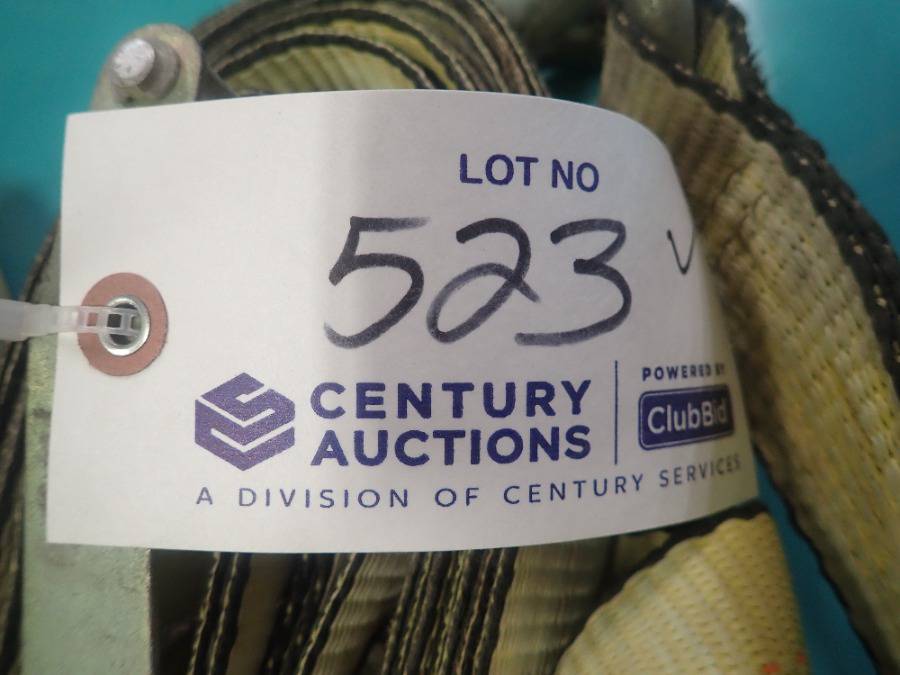 LOT NO
523 ✓
CENTURY
AUCTIONS
POWERED BY
ClubBid
A DIVISION OF CENTURY SERVICES